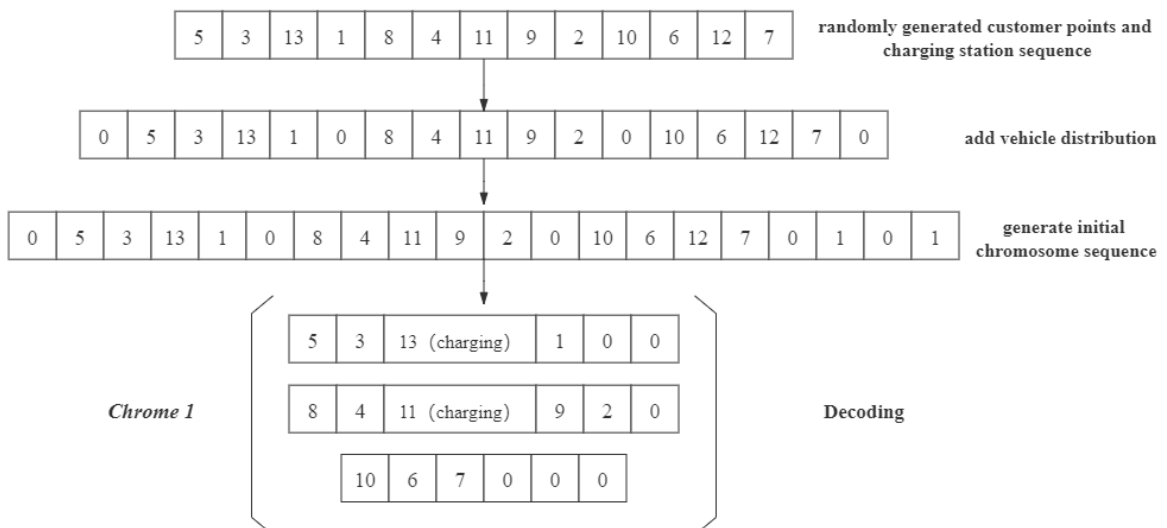 5 3 13 1 8 4 11 9 2 10 6 12 7
randomly generated customer points and
charging station sequence
0 5 3 13 1 0 8 4 11 9 2 0 10 6 12 7 0
add vehicle distribution
0 5 3 13 1 0 8 4 11 9 2 0 10 6 12 7 0 1 0 1
generate initial
chromosome sequence
5 3 13 (charging) 1 0 0
Chrome 1
8 4 11 (charging) 9 2 0
Decoding
10 6 7 0 0 0